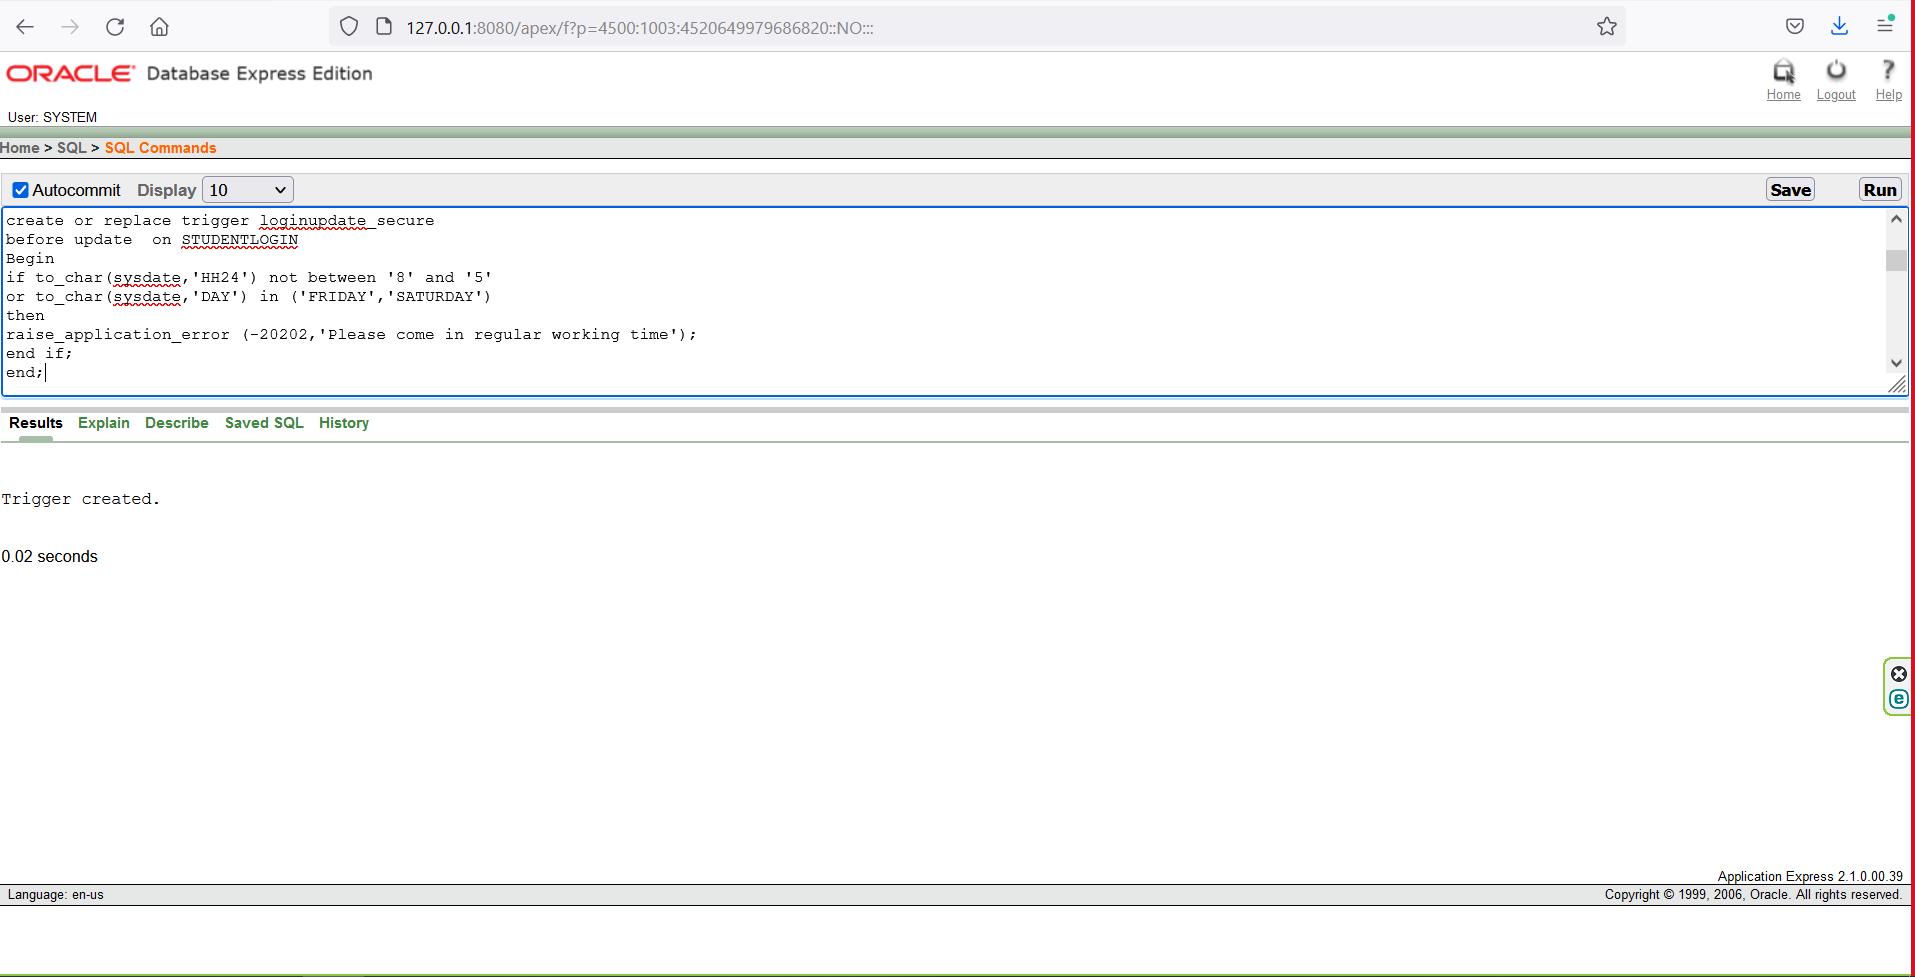 127.0.0.1:8080/apex/f?p=4500:1003:4520649979686820::NO:::
ORACLE® Database Express Edition
Home Logout Help
User: SYSTEM
Home > SQL > SQL Commands
Autocommit Display 10 Save Run
create or replace trigger loginupdate_secure
before update  on STUDENTLOGIN
Begin
if to_char(sysdate,'HH24') not between '8' and '5'
or to_char(sysdate,'DAY') in ('FRIDAY','SATURDAY')
then
raise_application_error (-20202,'Please come in regular working time');
end if;
end;
Results Explain Describe Saved SQL History
Trigger created.
0.02 seconds
Application Express 2.1.0.00.39
Language: en-us Copyright © 1999, 2006, Oracle. All rights reserved.